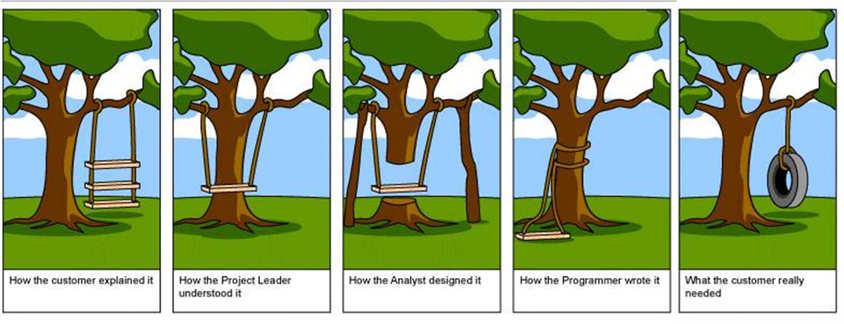 How the customer explained it
How the Project Leader
understood it
How the Analyst designed it
How the Programmer wrote it
What the customer really
needed